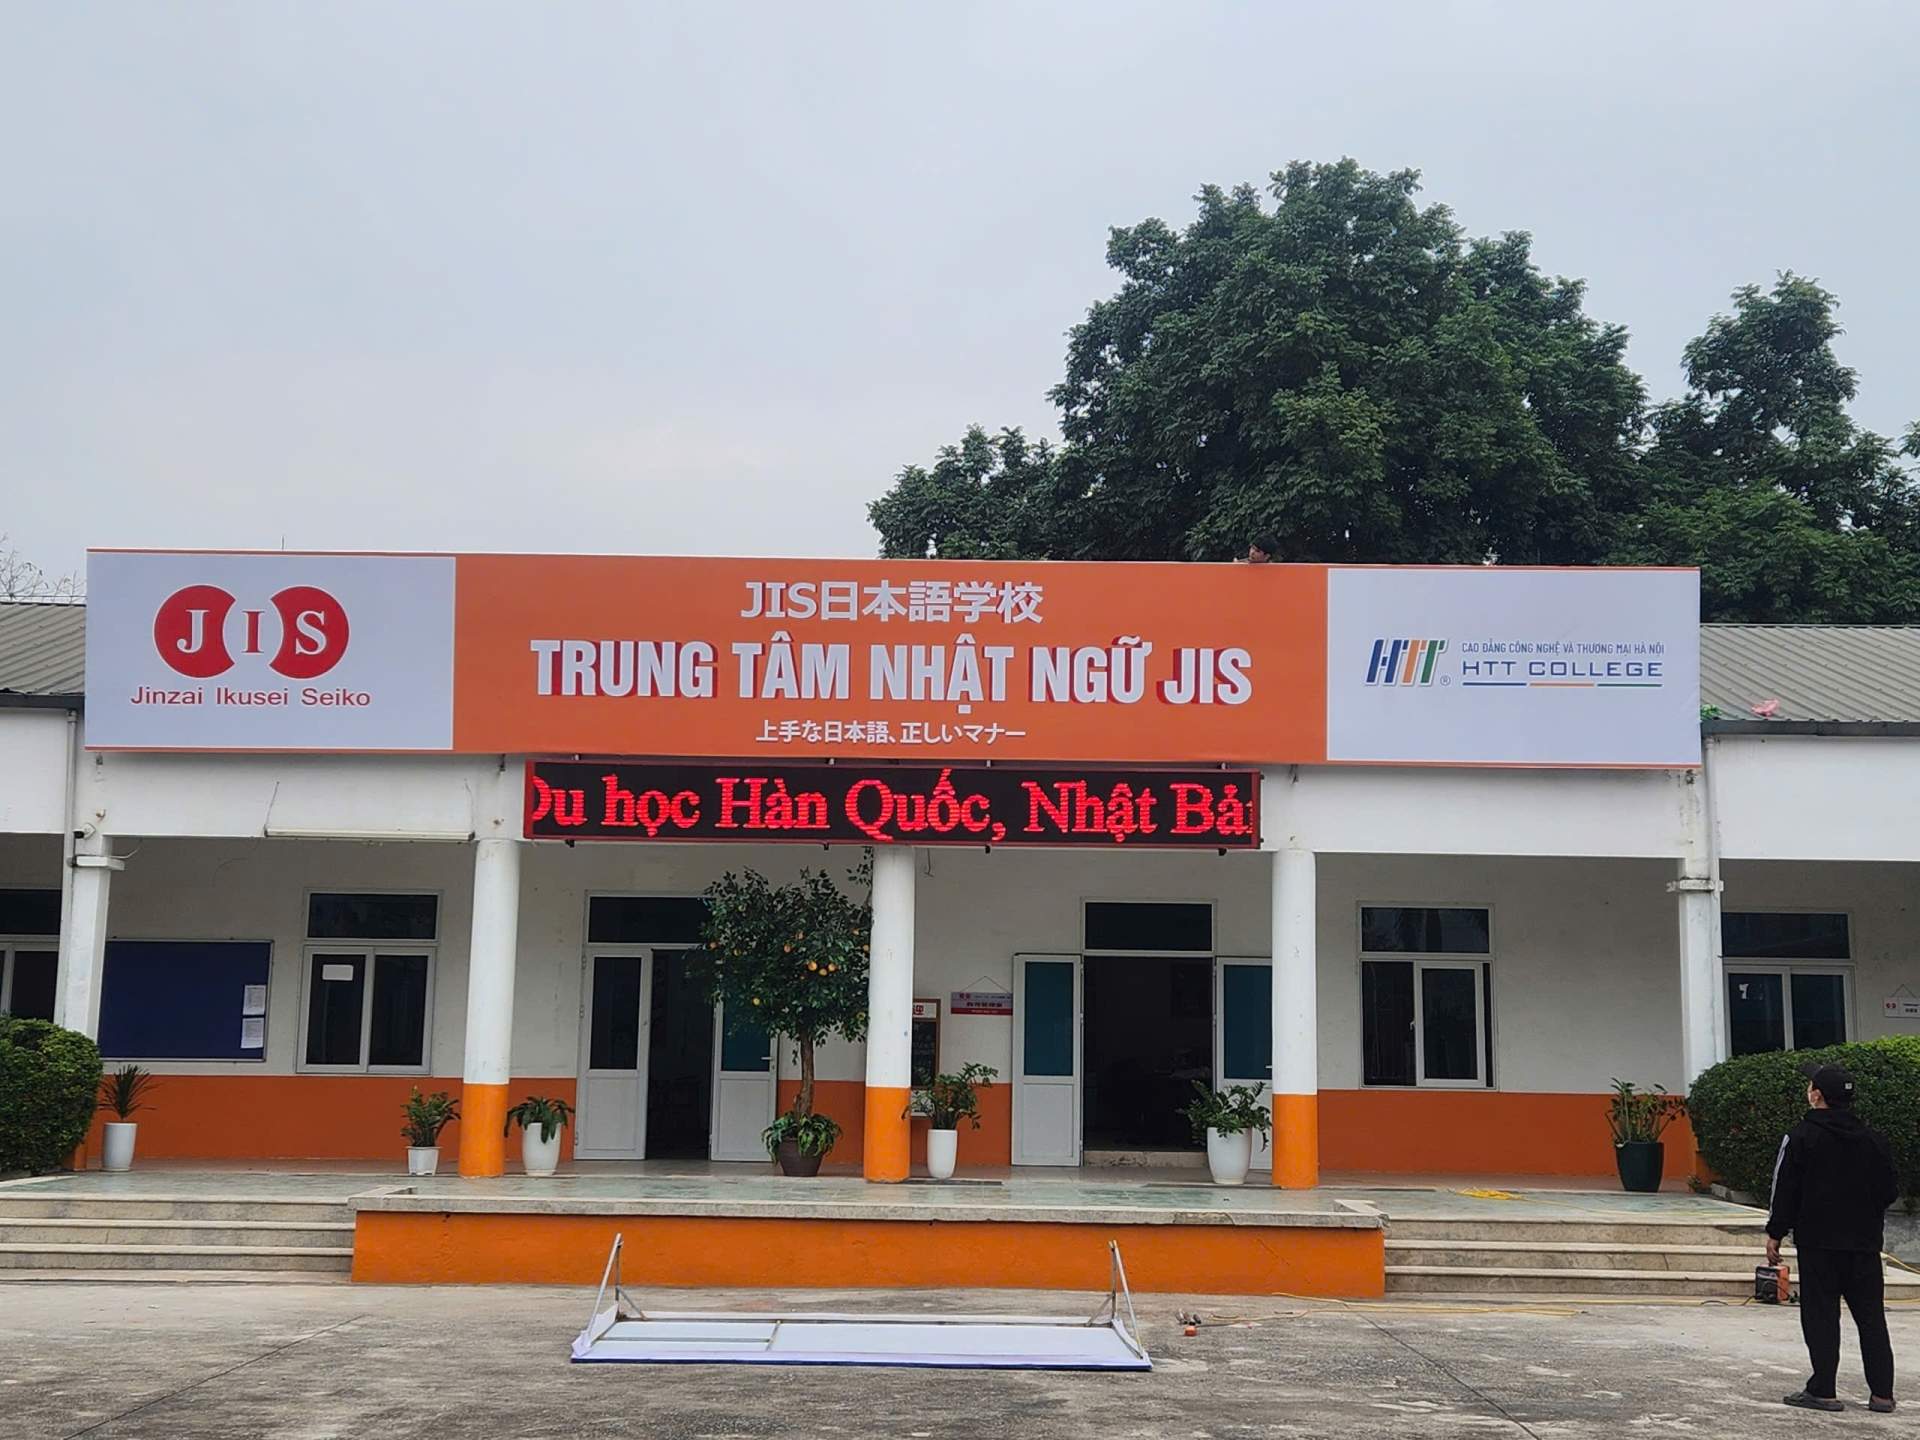 JIS
Jinzai Ikusei Seiko
JIS日本語学校
TRUNG TÂM NHẬT NGỮ JIS
上手な日本語、正しいマナー
HTT
®
CAO ĐẲNG CÔNG NGHỆ VÀ THƯƠNG MẠI HÀ NỘI
HTT COLLEGE
Du học Hàn Quốc, Nhật Bản